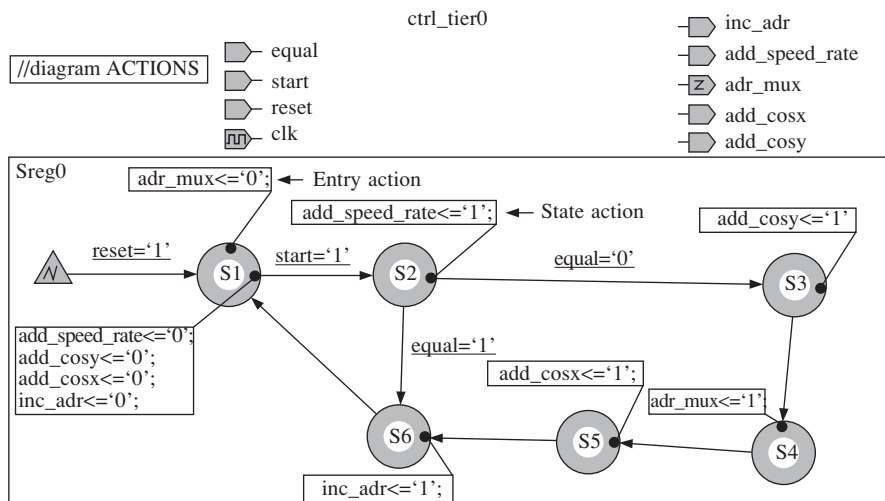 ctrl_tier0
//diagram ACTIONS
equal
start
reset
clk
inc_adr
add_speed_rate
adr_mux
add_cosx
add_cosy
Sreg0
adr_mux<=‘0’;
Entry action
add_speed_rate<=‘1’;
State action
add_cosy<=‘1’
reset=‘1’
S1
start=‘1’
S2
equal=‘0’
S3
add_speed_rate<=‘0’;
add_cosy<=‘0’;
add_cosx<=‘0’;
inc_adr<=‘0’;
equal=‘1’
add_cosx<=‘1’;
adr_mux<=‘1’;
S6
S5
S4
inc_adr<=‘1’;